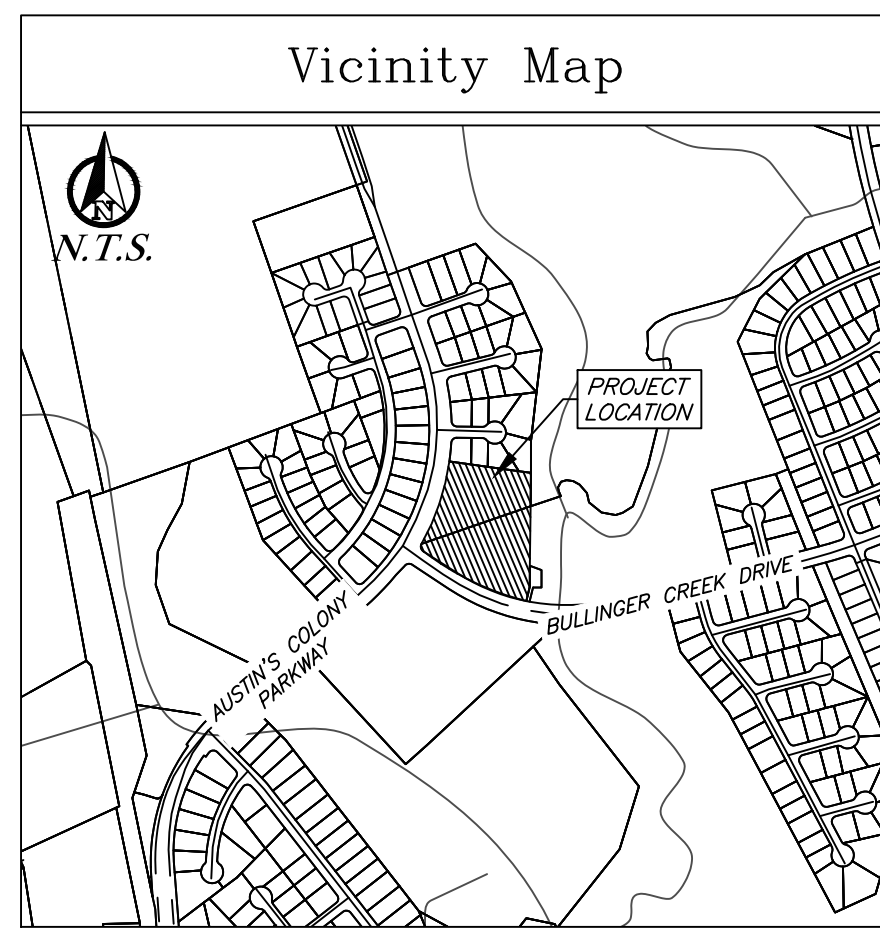 Vicinity Map
N
N.T.S.
PROJECT
LOCATION
BULLINGER CREEK DRIVE
AUSTIN'S COLONY
PARKWAY